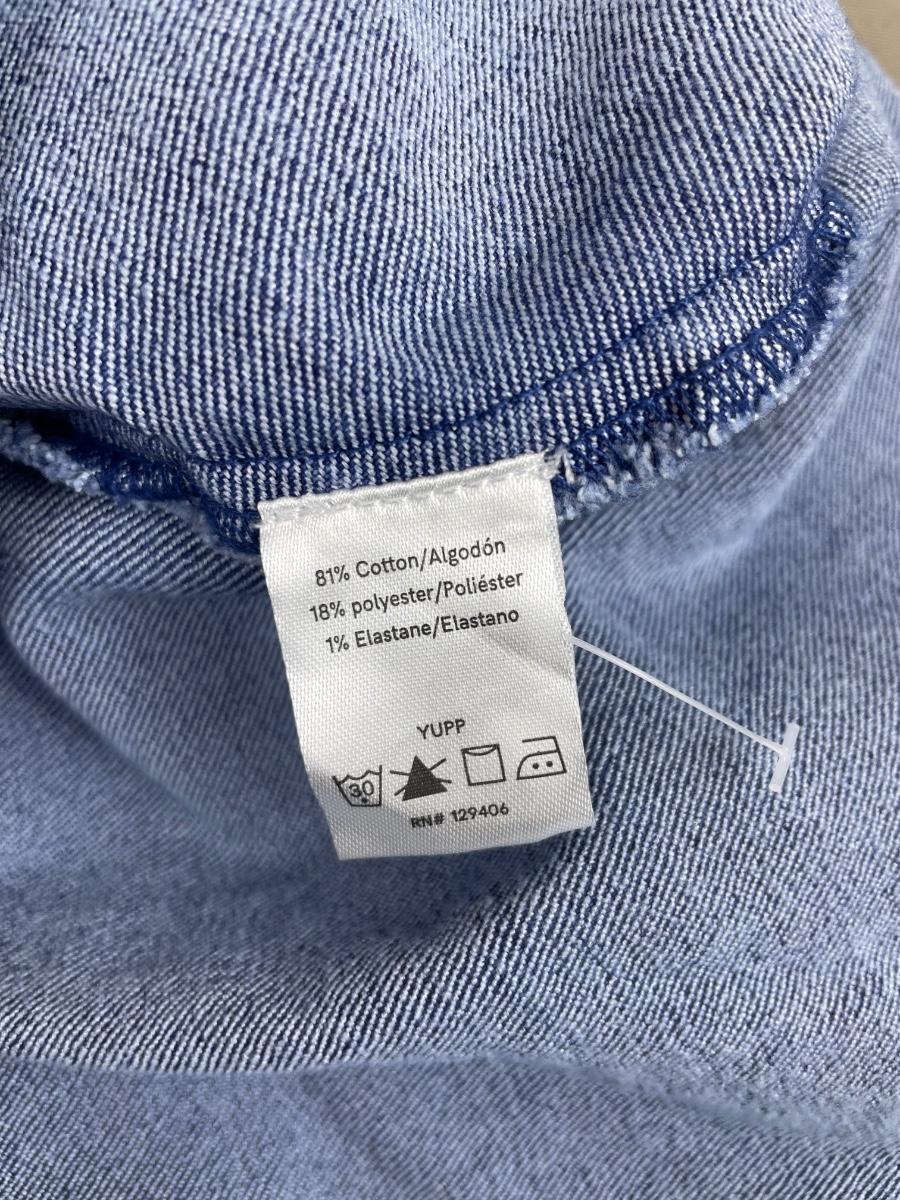 81% Cotton/Algodón
18% polyester/Poliéster
1% Elastane/Elastano
YUPP
30
RN# 129406